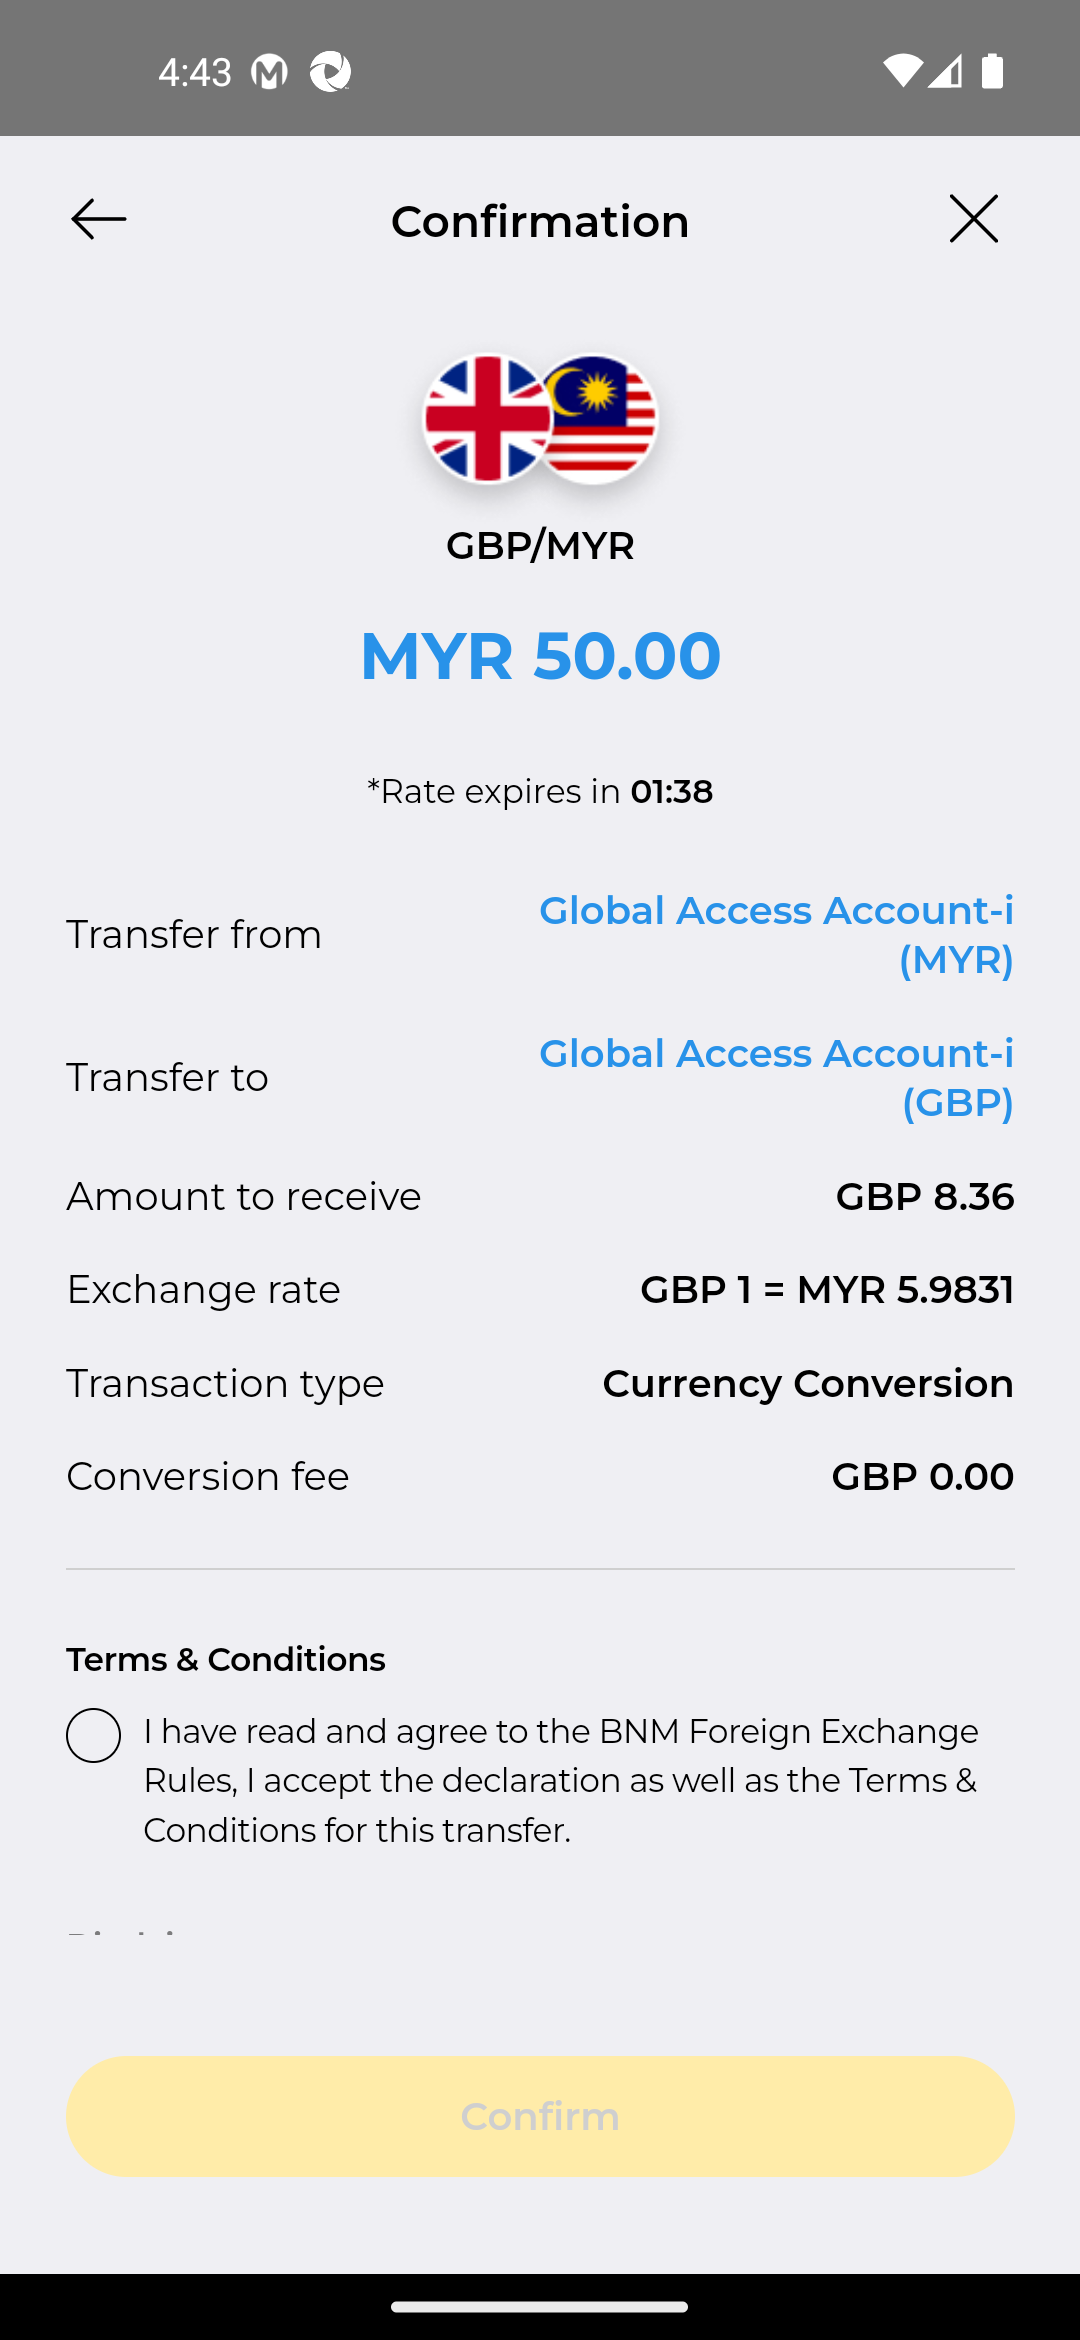 4:43
Confirmation
GBP/MYR
MYR 50.00
*Rate expires in 01:38
Transfer from
Global Access Account-i
(MYR)
Transfer to
Global Access Account-i
(GBP)
Amount to receive
GBP 8.36
Exchange rate
GBP 1 = MYR 5.9831
Transaction type
Currency Conversion
Conversion fee
GBP 0.00
Terms & Conditions
I have read and agree to the BNM Foreign Exchange
Rules, I accept the declaration as well as the Terms &
Conditions for this transfer.
Confirm